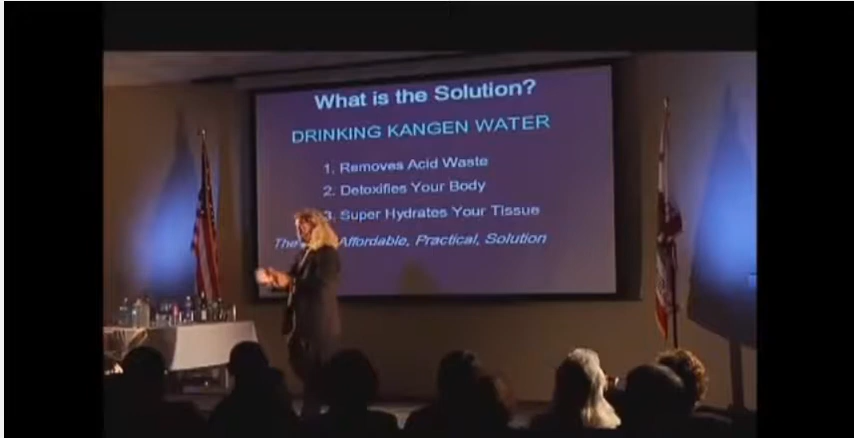 What is the Solution?
DRINKING KANGEN WATER
1. Removes Acid Waste
2. Detoxifies Your Body
3. Super Hydrates Your Tissue
The Affordable, Practical, Solution